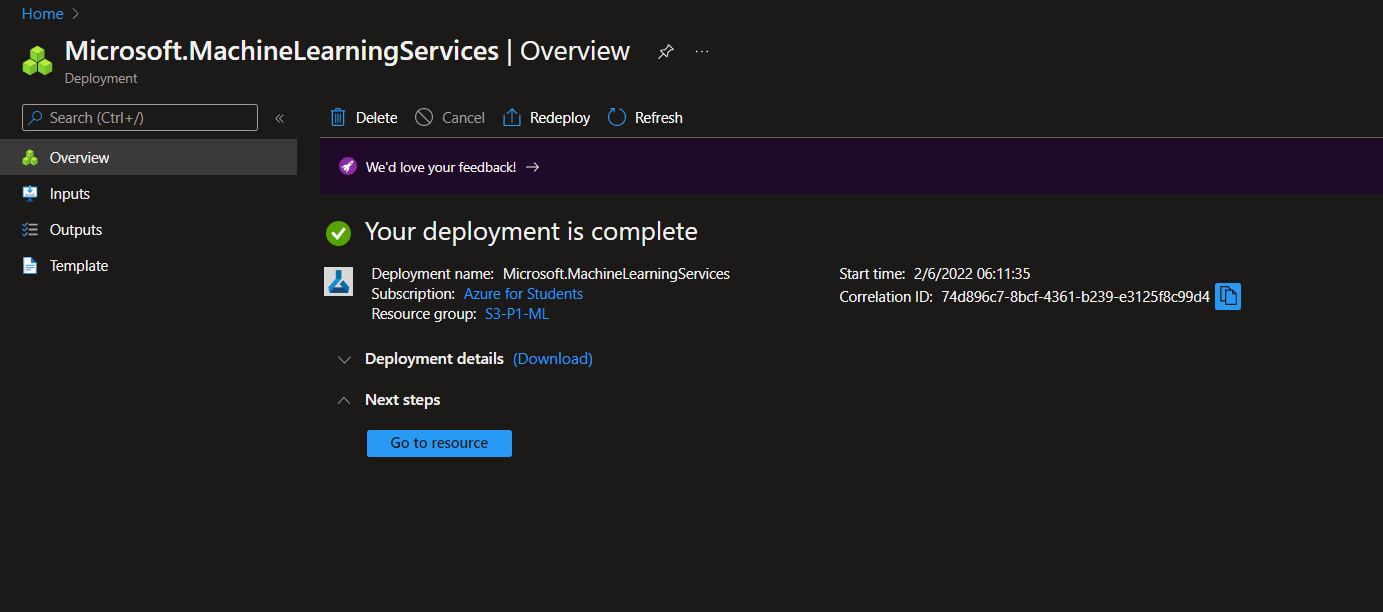 Home >
Microsoft.MachineLearningServices | Overview ...
Deployment
Search (Ctrl+/) «
Delete Cancel Redeploy Refresh
Overview
Inputs
Outputs
Template
We'd love your feedback! →
Your deployment is complete
Deployment name: Microsoft.MachineLearningServices
Subscription: Azure for Students
Resource group: S3-P1-ML
Start time: 2/6/2022 06:11:35
Correlation ID: 74d896c7-8bcf-4361-b239-e3125f8c99d4
Deployment details (Download)
Next steps
Go to resource